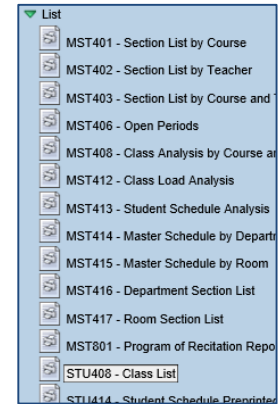 List
MST401 - Section List by Course
MST402 - Section List by Teacher
MST403 - Section List by Course and
MST406 - Open Periods
MST408 - Class Analysis by Course
MST412 - Class Load Analysis
MST413 - Student Schedule Analysis
MST414 - Master Schedule by Departm
MST415 - Master Schedule by Room
MST416 - Department Section List
MST417 - Room Section List
MST801 - Program of Recitation Repo
STU408 - Class List
STU414 - Student Schedule Preprinted